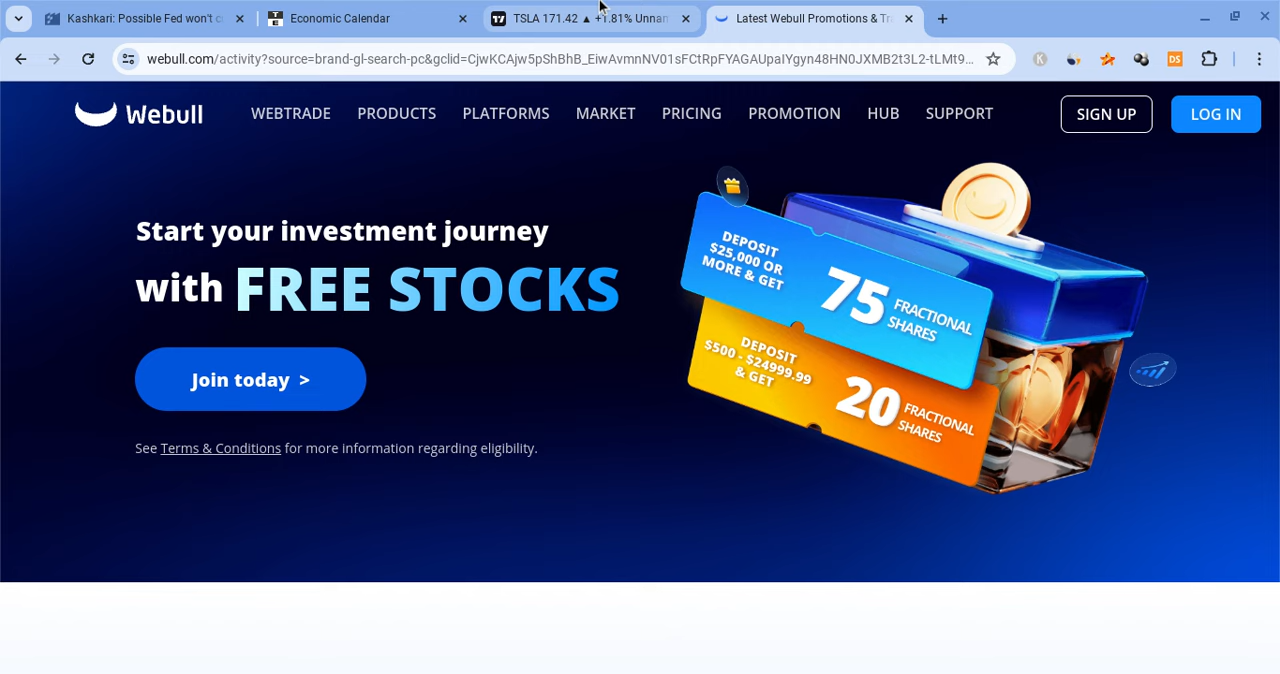 Kashkari: Possible Fed won't c
Economic Calendar
TSLA 171.42 ▲ +1.81% Unnan
Latest Webull Promotions & Tr
webull.com/activity?source=brand-gl-search-pc&gclid=CjwKCAjw5pShBhB_EiwAvmnNV01sFCtRpFYAGAUpaIYgyn48HN0JXMB2t3L2-tLMt9...
Webull
WEBTRADE PRODUCTS PLATFORMS MARKET PRICING PROMOTION HUB SUPPORT
SIGN UP
LOG IN
Start your investment journey
with FREE STOCKS
Join today >
See Terms & Conditions for more information regarding eligibility.
DEPOSIT
$25,000 OR
MORE & GET
75
FRACTIONAL
SHARES
DEPOSIT
$500 - $24999.99
& GET
20
FRACTIONAL
SHARES